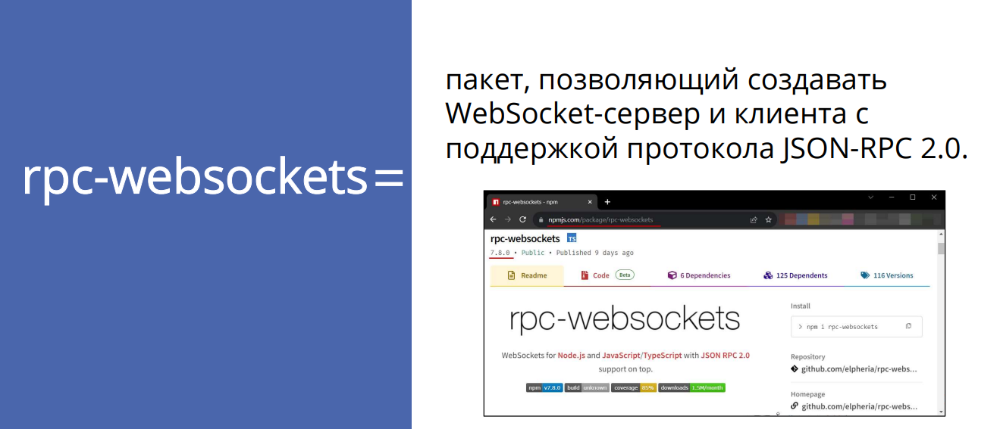 rpc-websockets =
пакет, позволяющий создавать
WebSocket-сервер и клиента с
поддержкой протокола JSON-RPC 2.0.
rpc-websockets - npm
npmjs.com/package/rpc-websockets
rpc-websockets TS
7.8.0 • Public • Published 9 days ago
Readme Code Beta 6 Dependencies 125 Dependents 116 Versions
rpc-websockets
WebSockets for Node.js and JavaScript/TypeScript with JSON RPC 2.0
support on top.
npm v7.8.0 build unknown coverage 85% downloads 1.5M/month
Install
> npm i rpc-websockets
Repository
github.com/elpheria/rpc-webs...
Homepage
github.com/elpheria/rpc-webs...